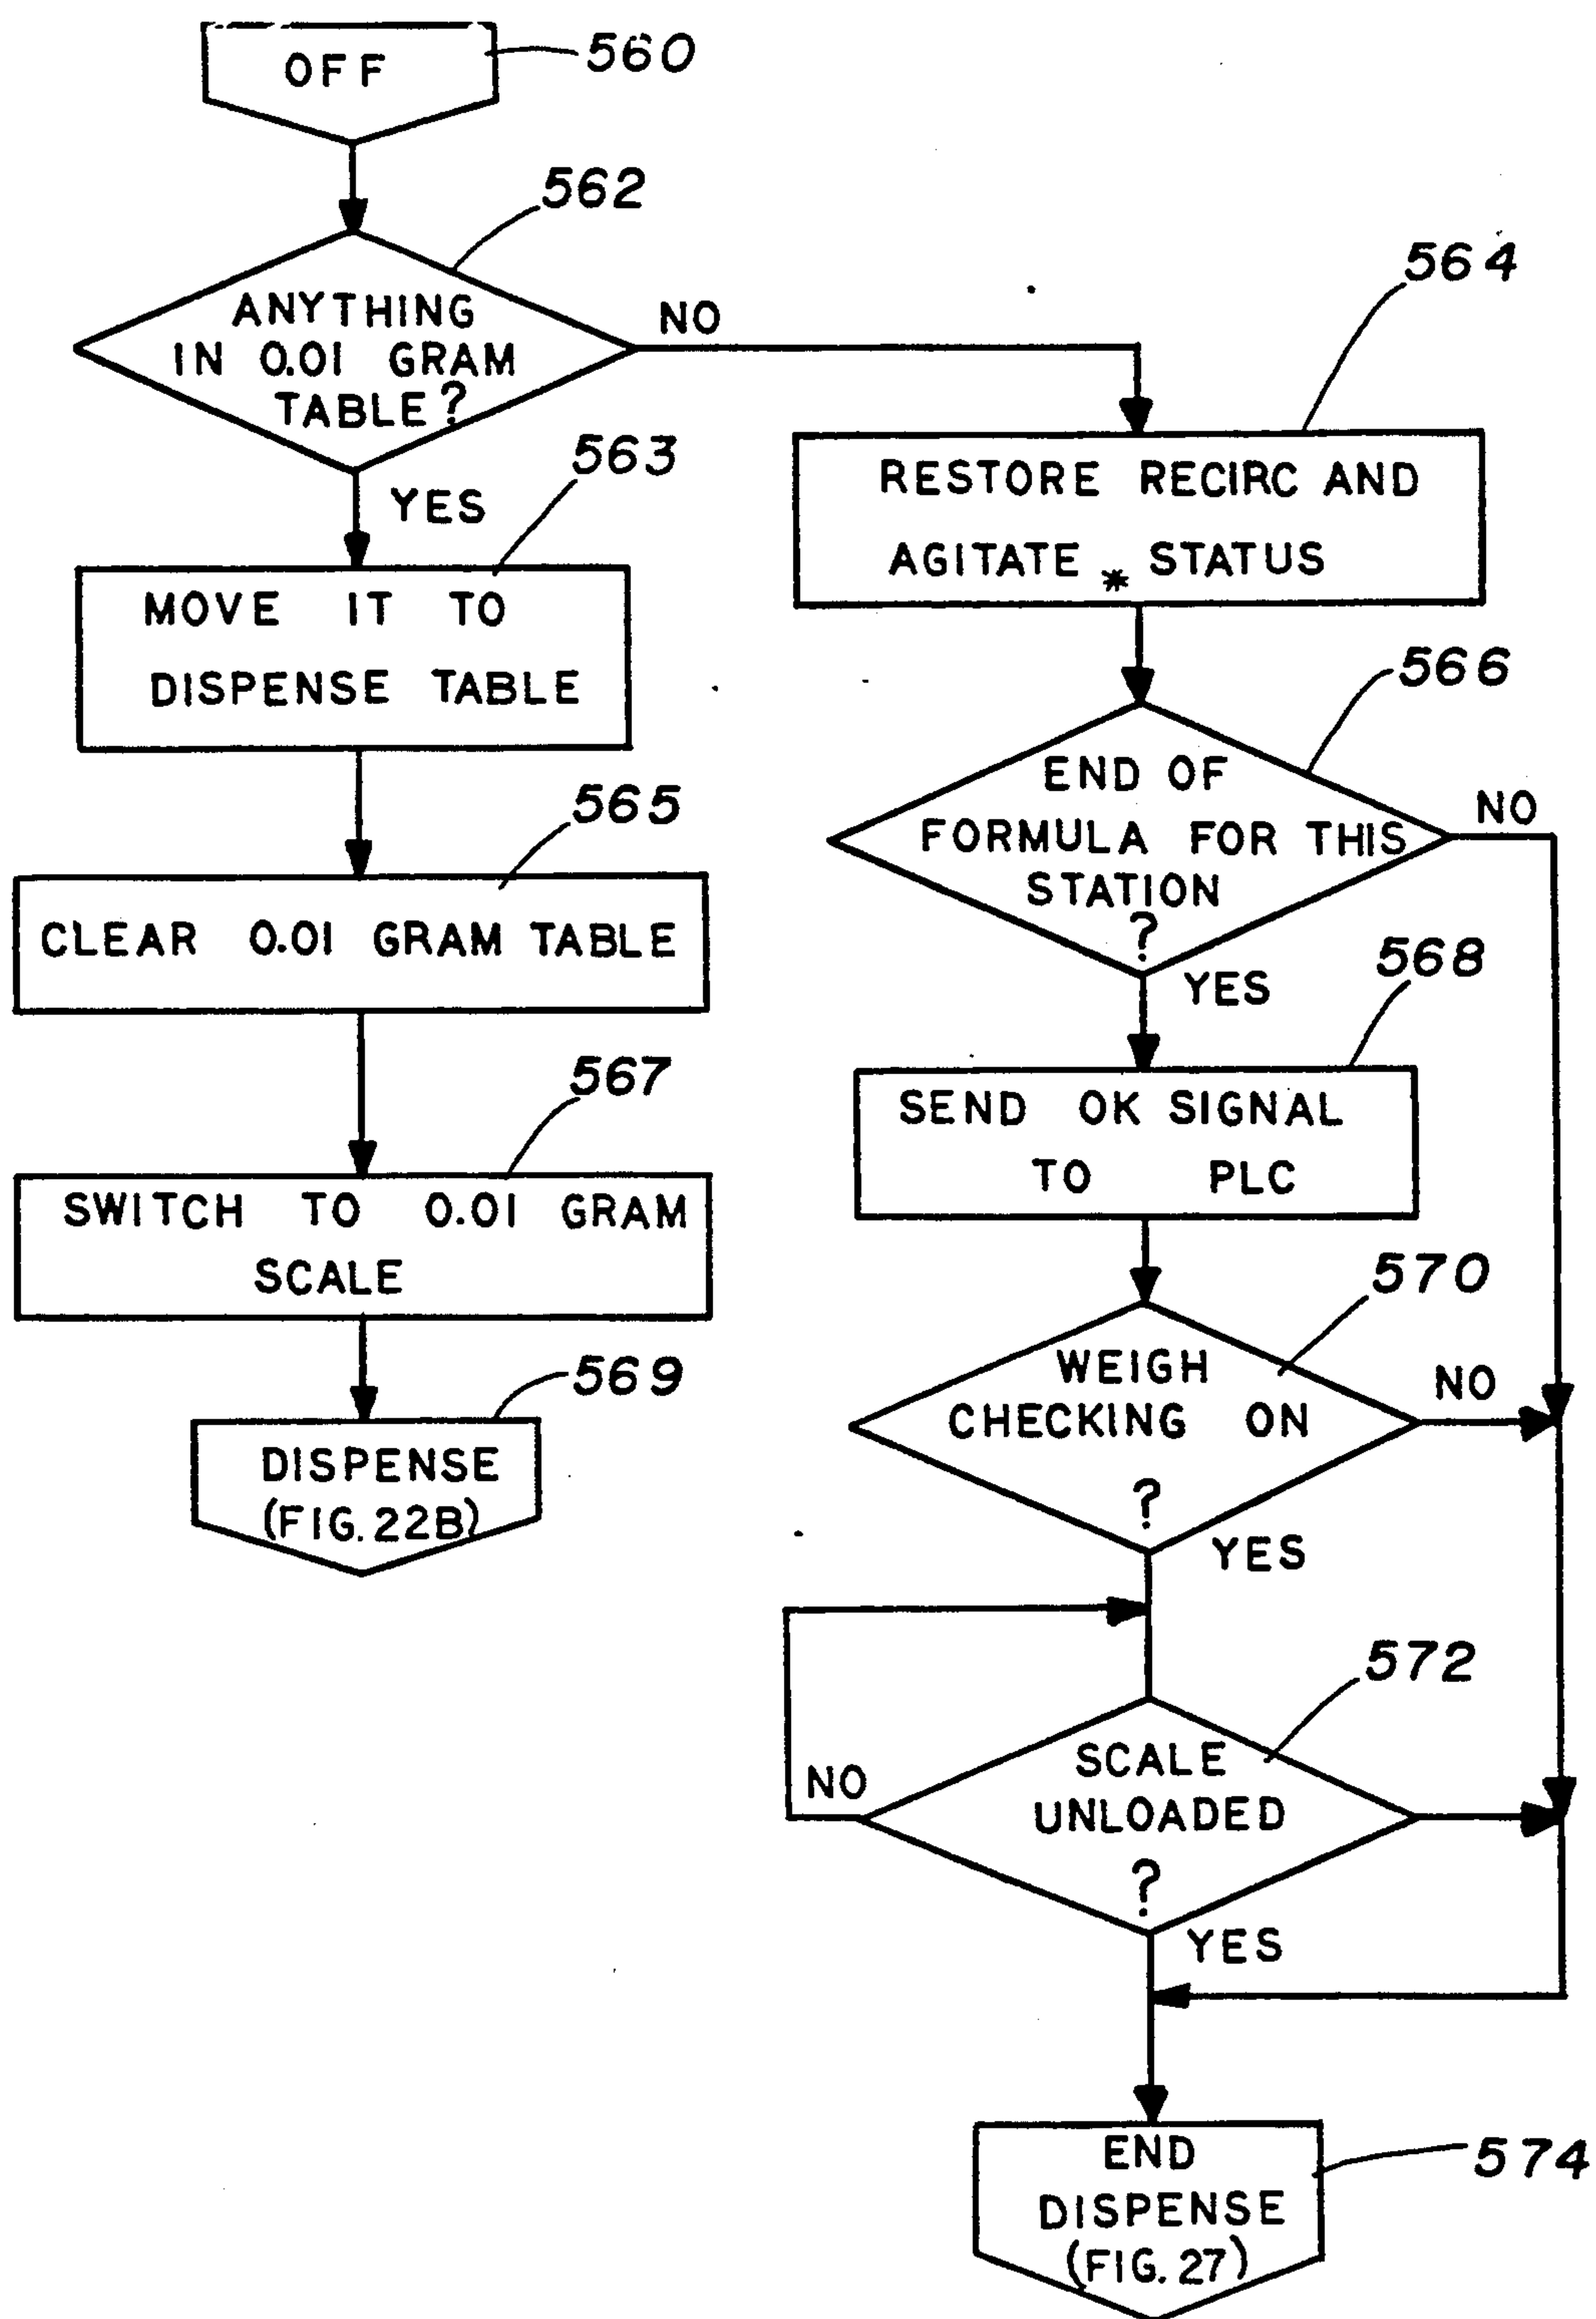 OFF
560
562
ANYTHING
IN 0.01 GRAM
TABLE?
NO
YES
563
MOVE IT TO
DISPENSE TABLE
565
CLEAR 0.01 GRAM TABLE
567
SWITCH TO 0.01 GRAM
SCALE
569
DISPENSE
(FIG. 22B)
564
RESTORE RECIRC AND
AGITATE * STATUS
566
END OF
FORMULA FOR THIS
STATION
?
NO
YES
568
SEND OK SIGNAL
TO PLC
570
WEIGH
CHECKING ON
?
NO
YES
572
SCALE
UNLOADED
?
NO
YES
END
DISPENSE
(FIG. 27)
574